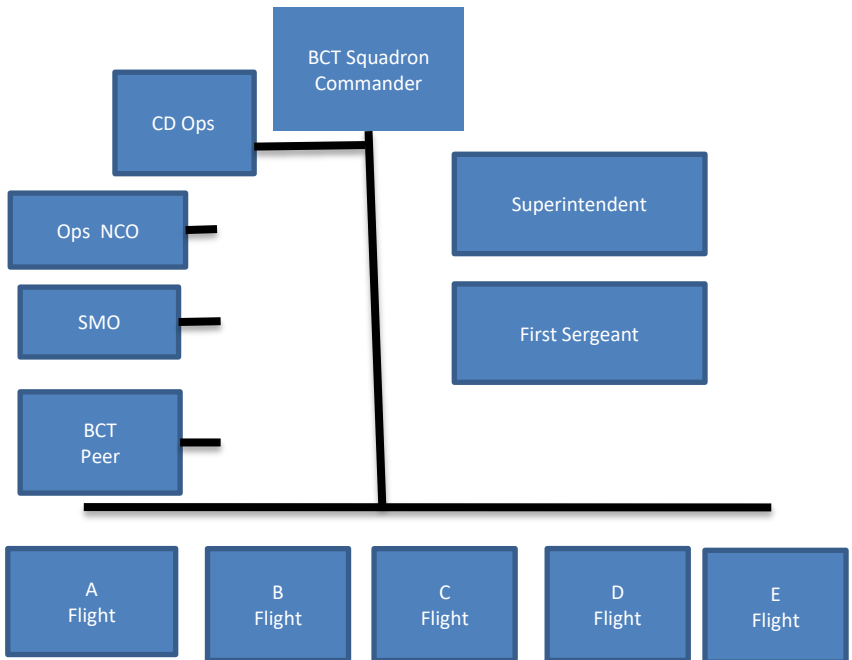 BCT Squadron
Commander
CD Ops
Superintendent
Ops  NCO
SMO
First Sergeant
BCT
Peer
A
Flight
B
Flight
C
Flight
D
Flight
E
Flight